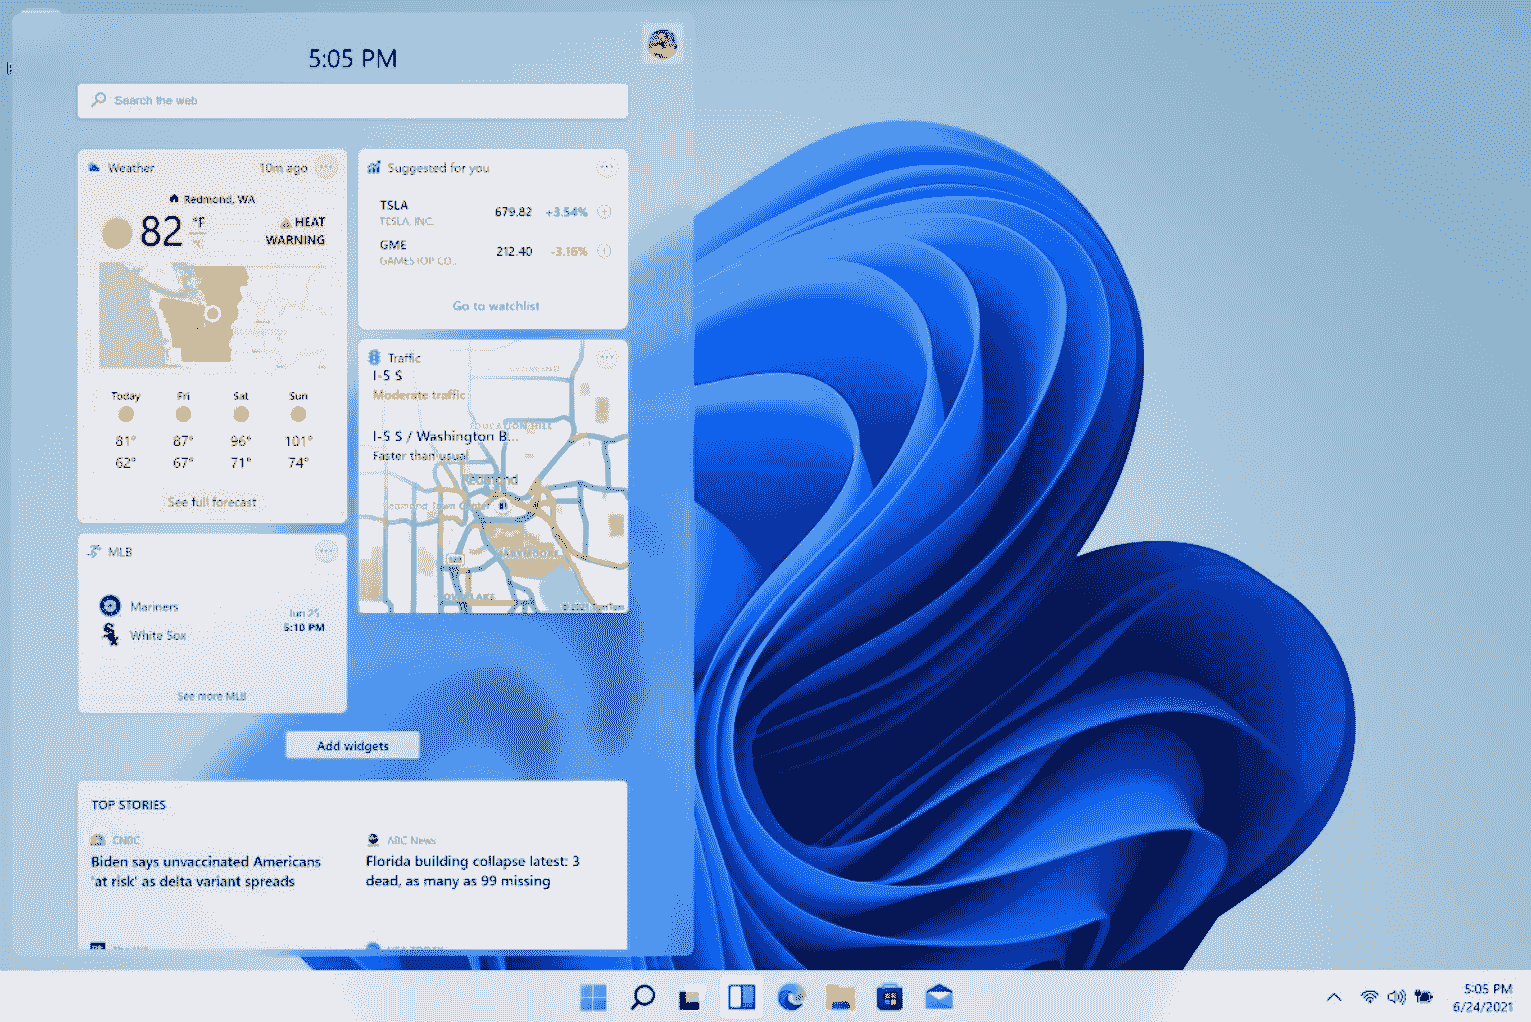 5:05 PM
Search the web
Weather
10m ago
Redmond, WA
82 °F
°C
HEAT
WARNING
Today Fri Sat Sun
81° 87° 96° 101°
62° 67° 71° 74°
See full forecast
Suggested for you
TSLA
TESLA, INC.
679.82 +3.54%
GME
GAMESTOP CO...
212.40 -3.16%
Go to watchlist
Traffic
I-5 S
Moderate traffic
EDUCATION HILL
I-5 S / Washington B...
Faster than usual
Redmond
Redmond Town Center
© 2021 TomTom
MLB
Mariners
White Sox
Jun 25
5:10 PM
See more MLB
Add widgets
TOP STORIES
CNBC
Biden says unvaccinated Americans
'at risk' as delta variant spreads
ABC News
Florida building collapse latest: 3
dead, as many as 99 missing
5:05 PM
6/24/2021